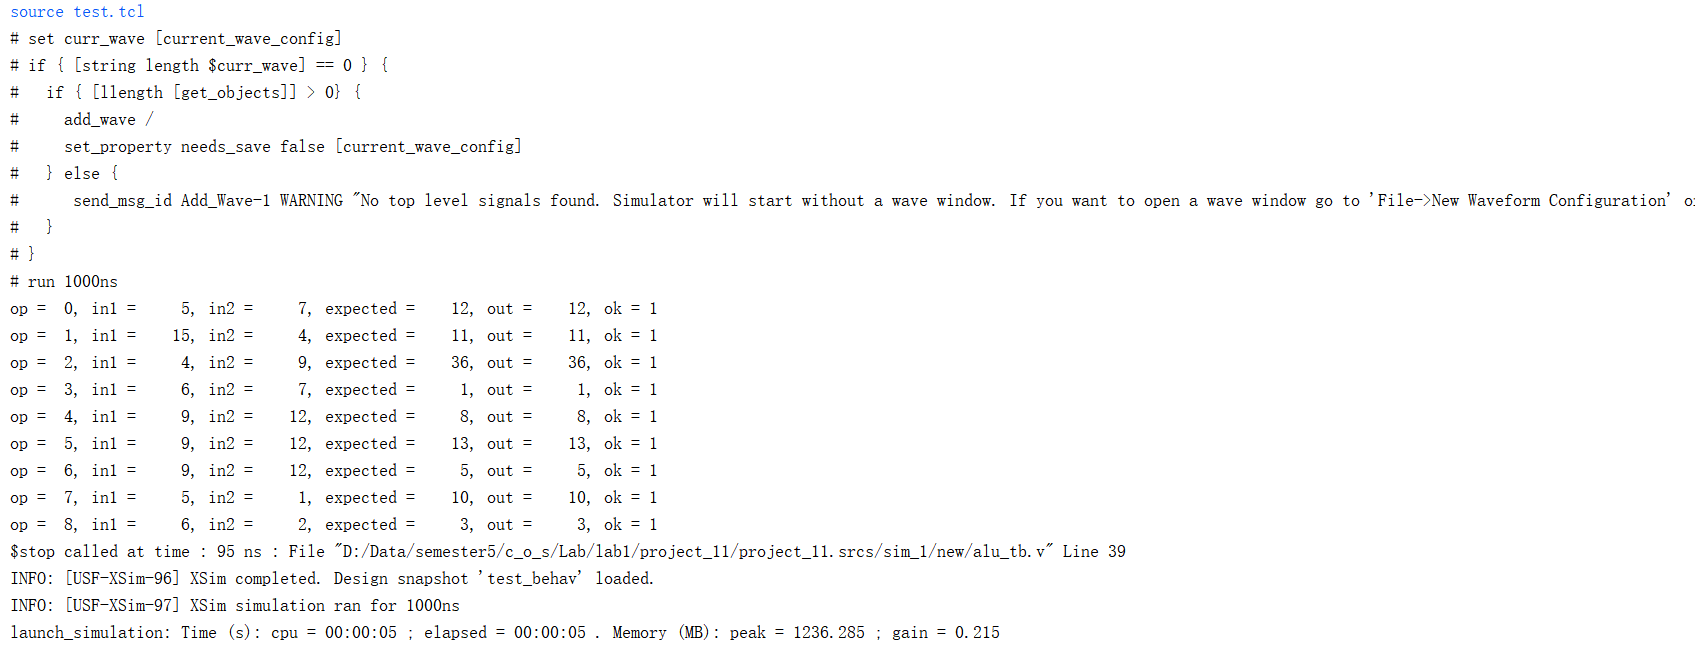 source test.tcl
# set curr_wave [current_wave_config]
# if { [string length $curr_wave] == 0 } {
#   if { [llength [get_objects]] > 0} {
#     add_wave /
#     set_property needs_save false [current_wave_config]
#   } else {
#      send_msg_id Add_Wave-1 WARNING "No top level signals found. Simulator will start without a wave window. If you want to open a wave window go to 'File->New Waveform Configuration'
#   }
# }
# run 1000ns
op =  0, in1 =     5, in2 =     7, expected =    12, out =    12, ok = 1
op =  1, in1 =    15, in2 =     4, expected =    11, out =    11, ok = 1
op =  2, in1 =     4, in2 =     9, expected =    36, out =    36, ok = 1
op =  3, in1 =     6, in2 =     7, expected =     1, out =     1, ok = 1
op =  4, in1 =     9, in2 =    12, expected =     8, out =     8, ok = 1
op =  5, in1 =     9, in2 =    12, expected =    13, out =    13, ok = 1
op =  6, in1 =     9, in2 =    12, expected =     5, out =     5, ok = 1
op =  7, in1 =     5, in2 =     1, expected =    10, out =    10, ok = 1
op =  8, in1 =     6, in2 =     2, expected =     3, out =     3, ok = 1
$stop called at time : 95 ns : File "D:/Data/semester5/c_o_s/Lab/lab1/project_11/project_11.srcs/sim_1/new/alu_tb.v" Line 39
INFO: [USF-XSim-96] XSim completed. Design snapshot 'test_behav' loaded.
INFO: [USF-XSim-97] XSim simulation ran for 1000ns
launch_simulation: Time (s): cpu = 00:00:05 ; elapsed = 00:00:05 . Memory (MB): peak = 1236.285 ; gain = 0.215